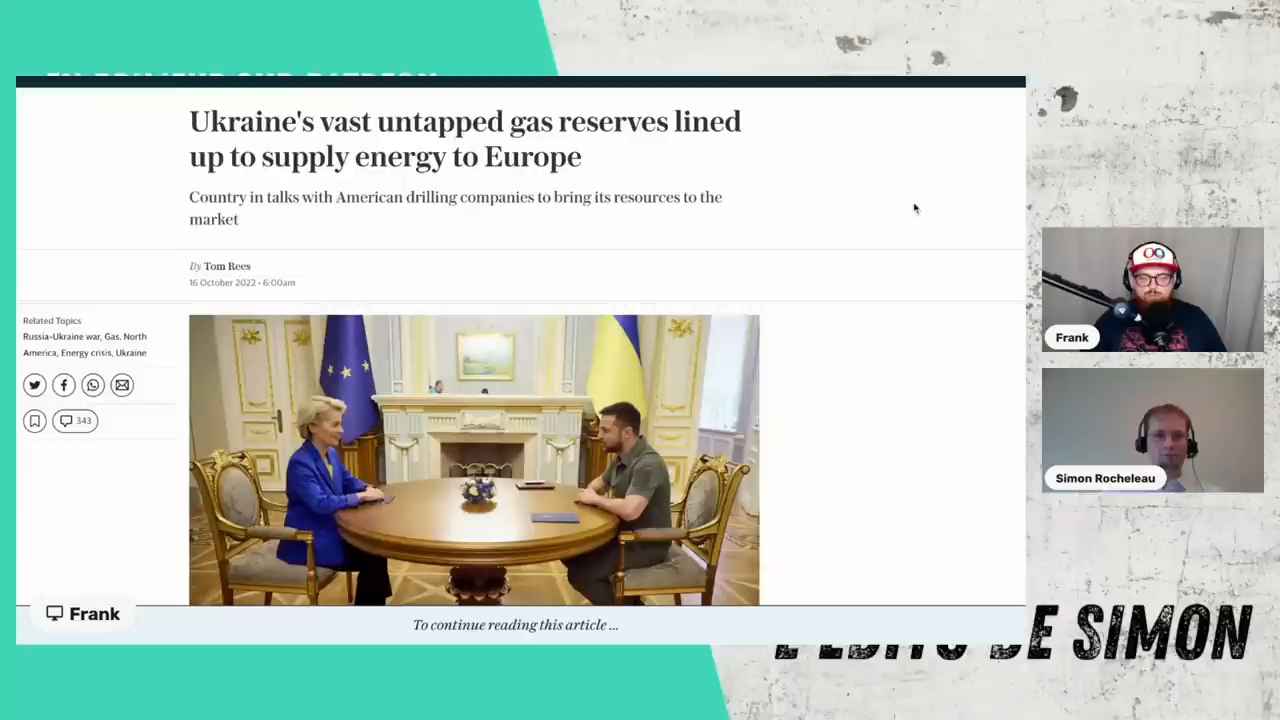 Ukraine's vast untapped gas reserves lined
up to supply energy to Europe
Country in talks with American drilling companies to bring its resources to the
market
By Tom Rees
16 October 2022 • 6:00am
Related Topics
Russia-Ukraine war, Gas, North
America, Energy crisis, Ukraine
343
To continue reading this article ...
Frank
Frank
Simon Rocheleau
L'ÉDITO DE SIMON